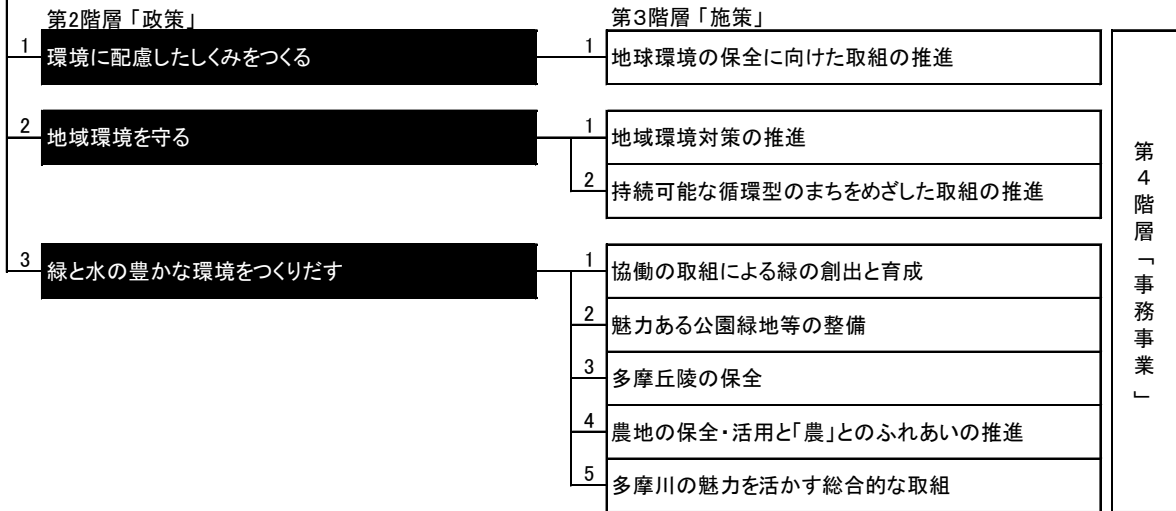 第2階層「政策」
第3階層「施策」
1 環境に配慮したしくみをつくる
1 地球環境の保全に向けた取組の推進
2 地域環境を守る
1 地域環境対策の推進
2 持続可能な循環型のまちをめざした取組の推進
3 緑と水の豊かな環境をつくりだす
1 協働の取組による緑の創出と育成
2 魅力ある公園緑地等の整備
3 多摩丘陵の保全
4 農地の保全・活用と「農」とのふれあいの推進
5 多摩川の魅力を活かす総合的な取組
第4階層「事務事業」